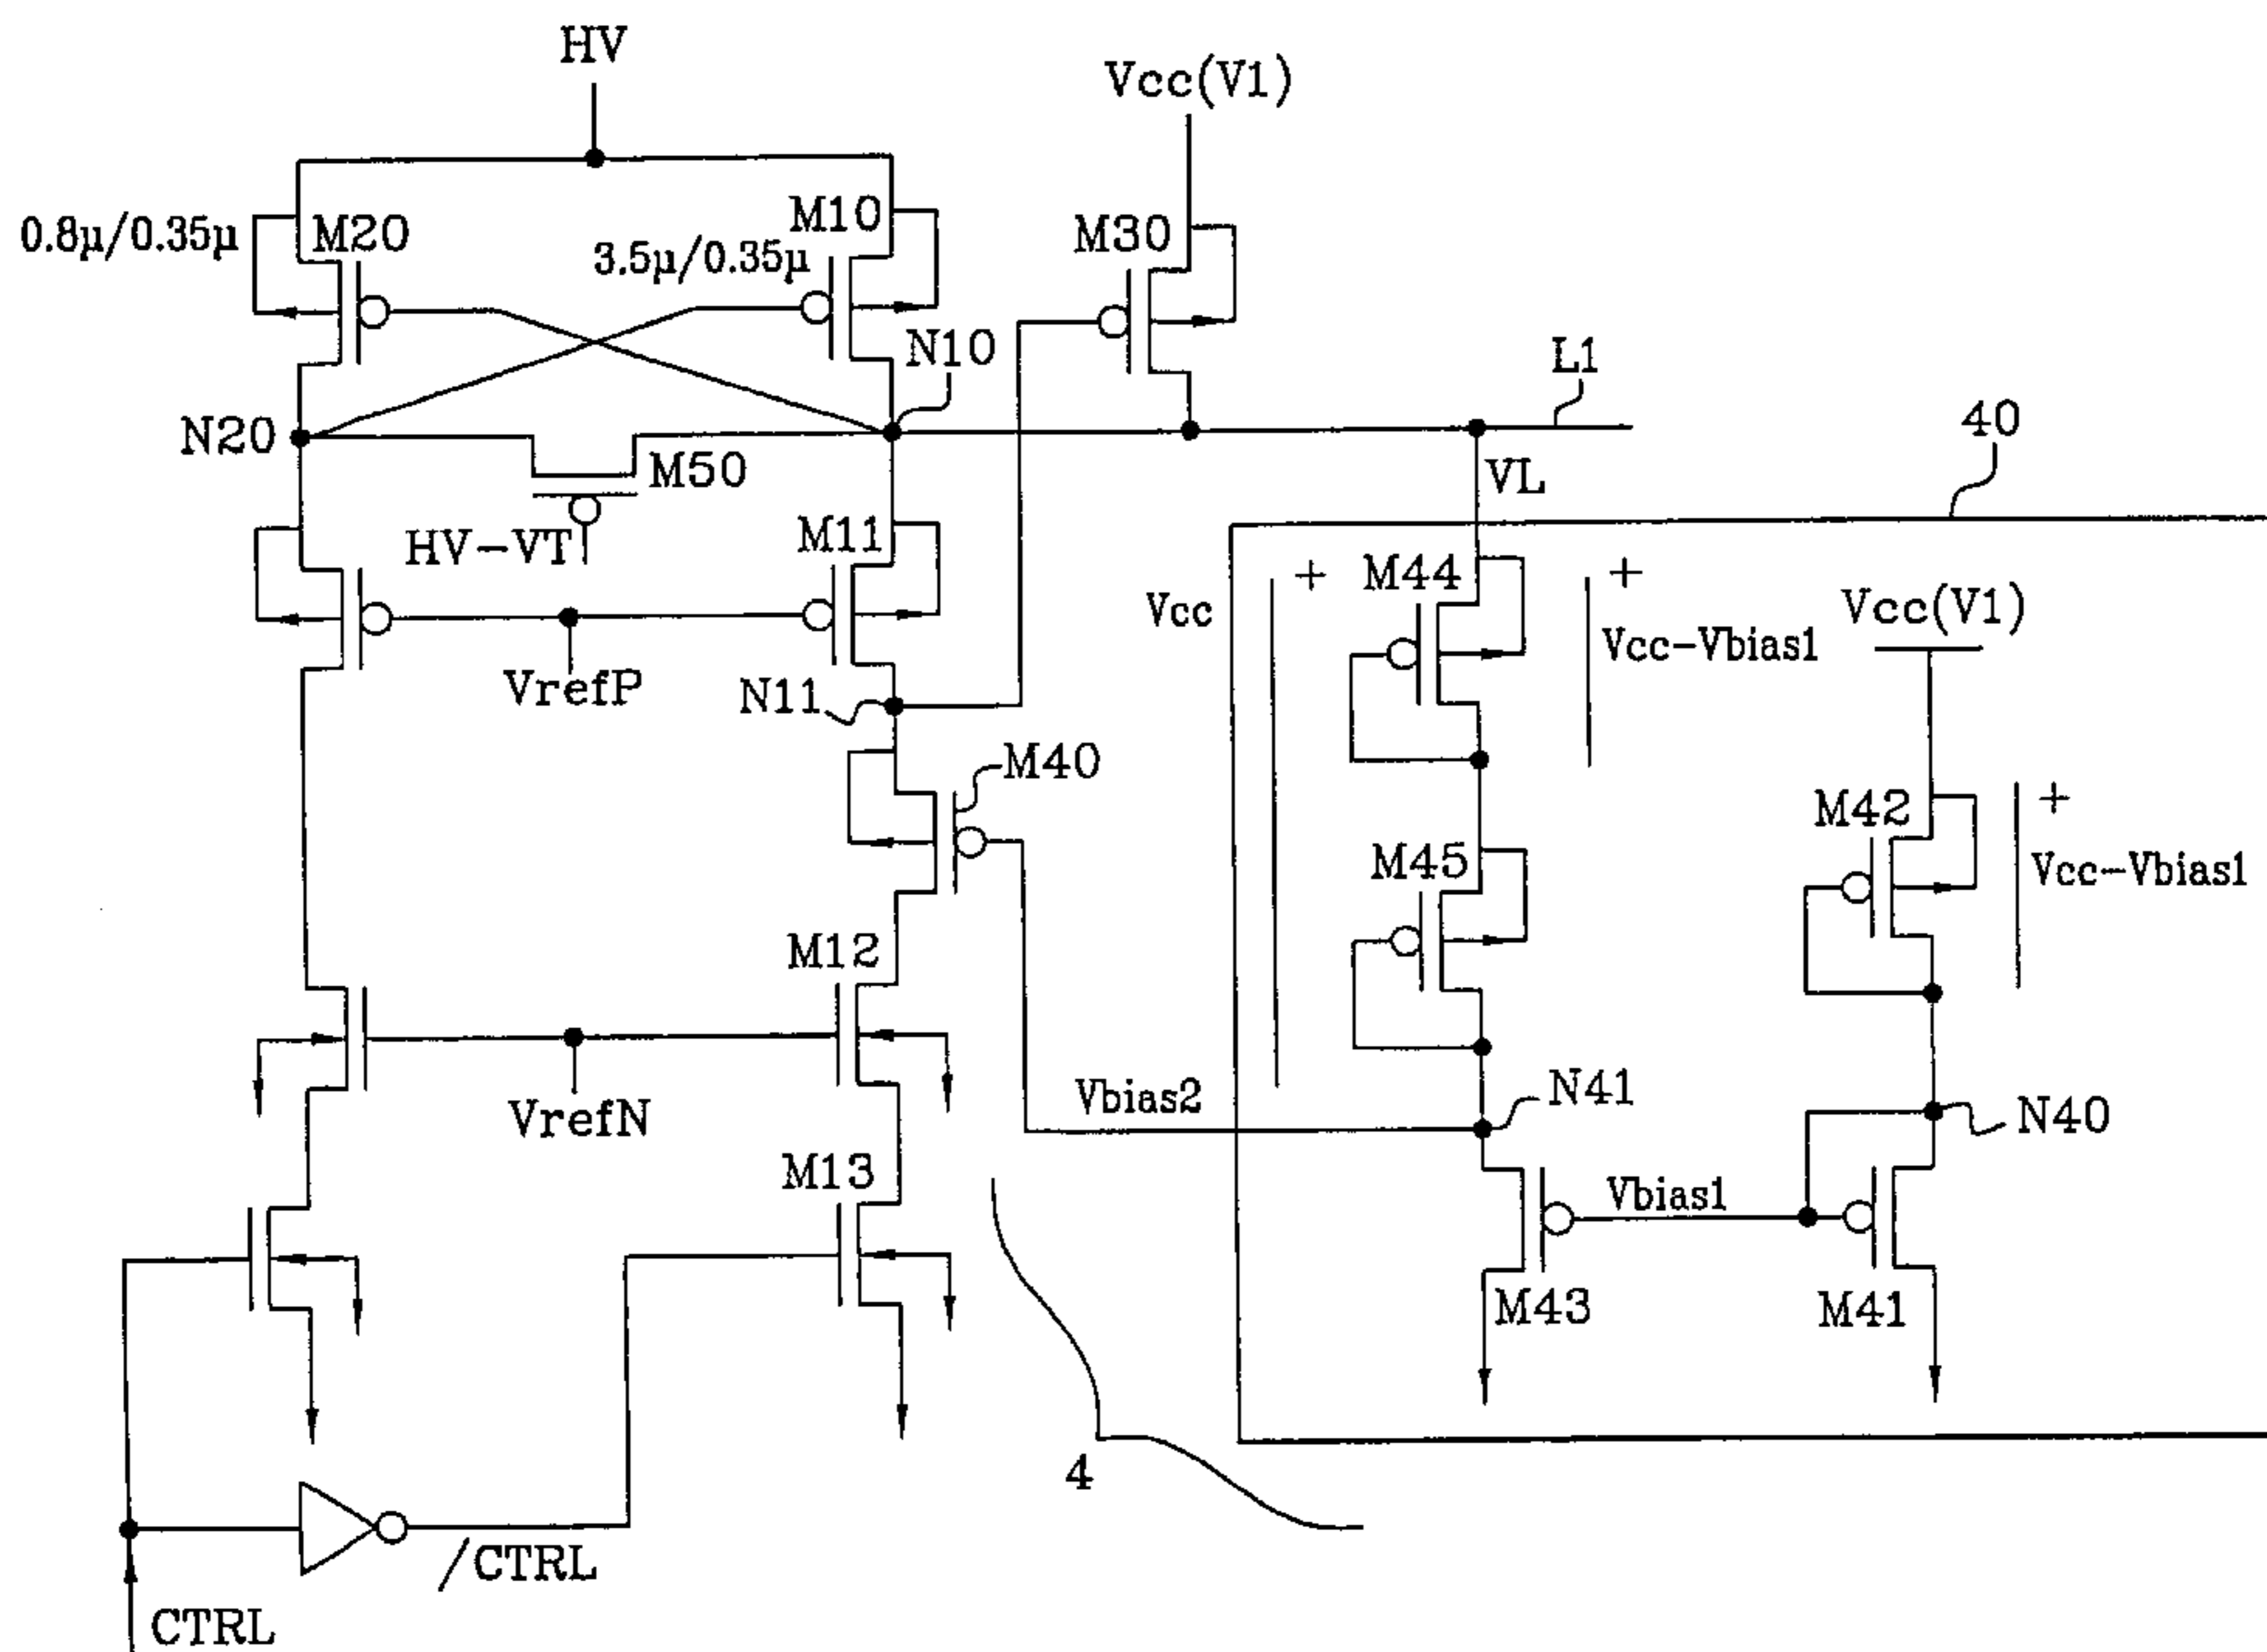 HV
Vcc(V1)
0.8µ/0.35µ
M20
M10
3.5µ/0.35µ
M30
N10
L1
40
N20
M50
VL
HV-VT
M11
Vcc
+
M44
+
Vcc-Vbias1
Vcc(V1)
VrefP
N11
M40
M42
+
Vcc-Vbias1
M45
M12
Vbias2
N41
N40
VrefN
M13
Vbias1
M43
M41
4
/CTRL
CTRL